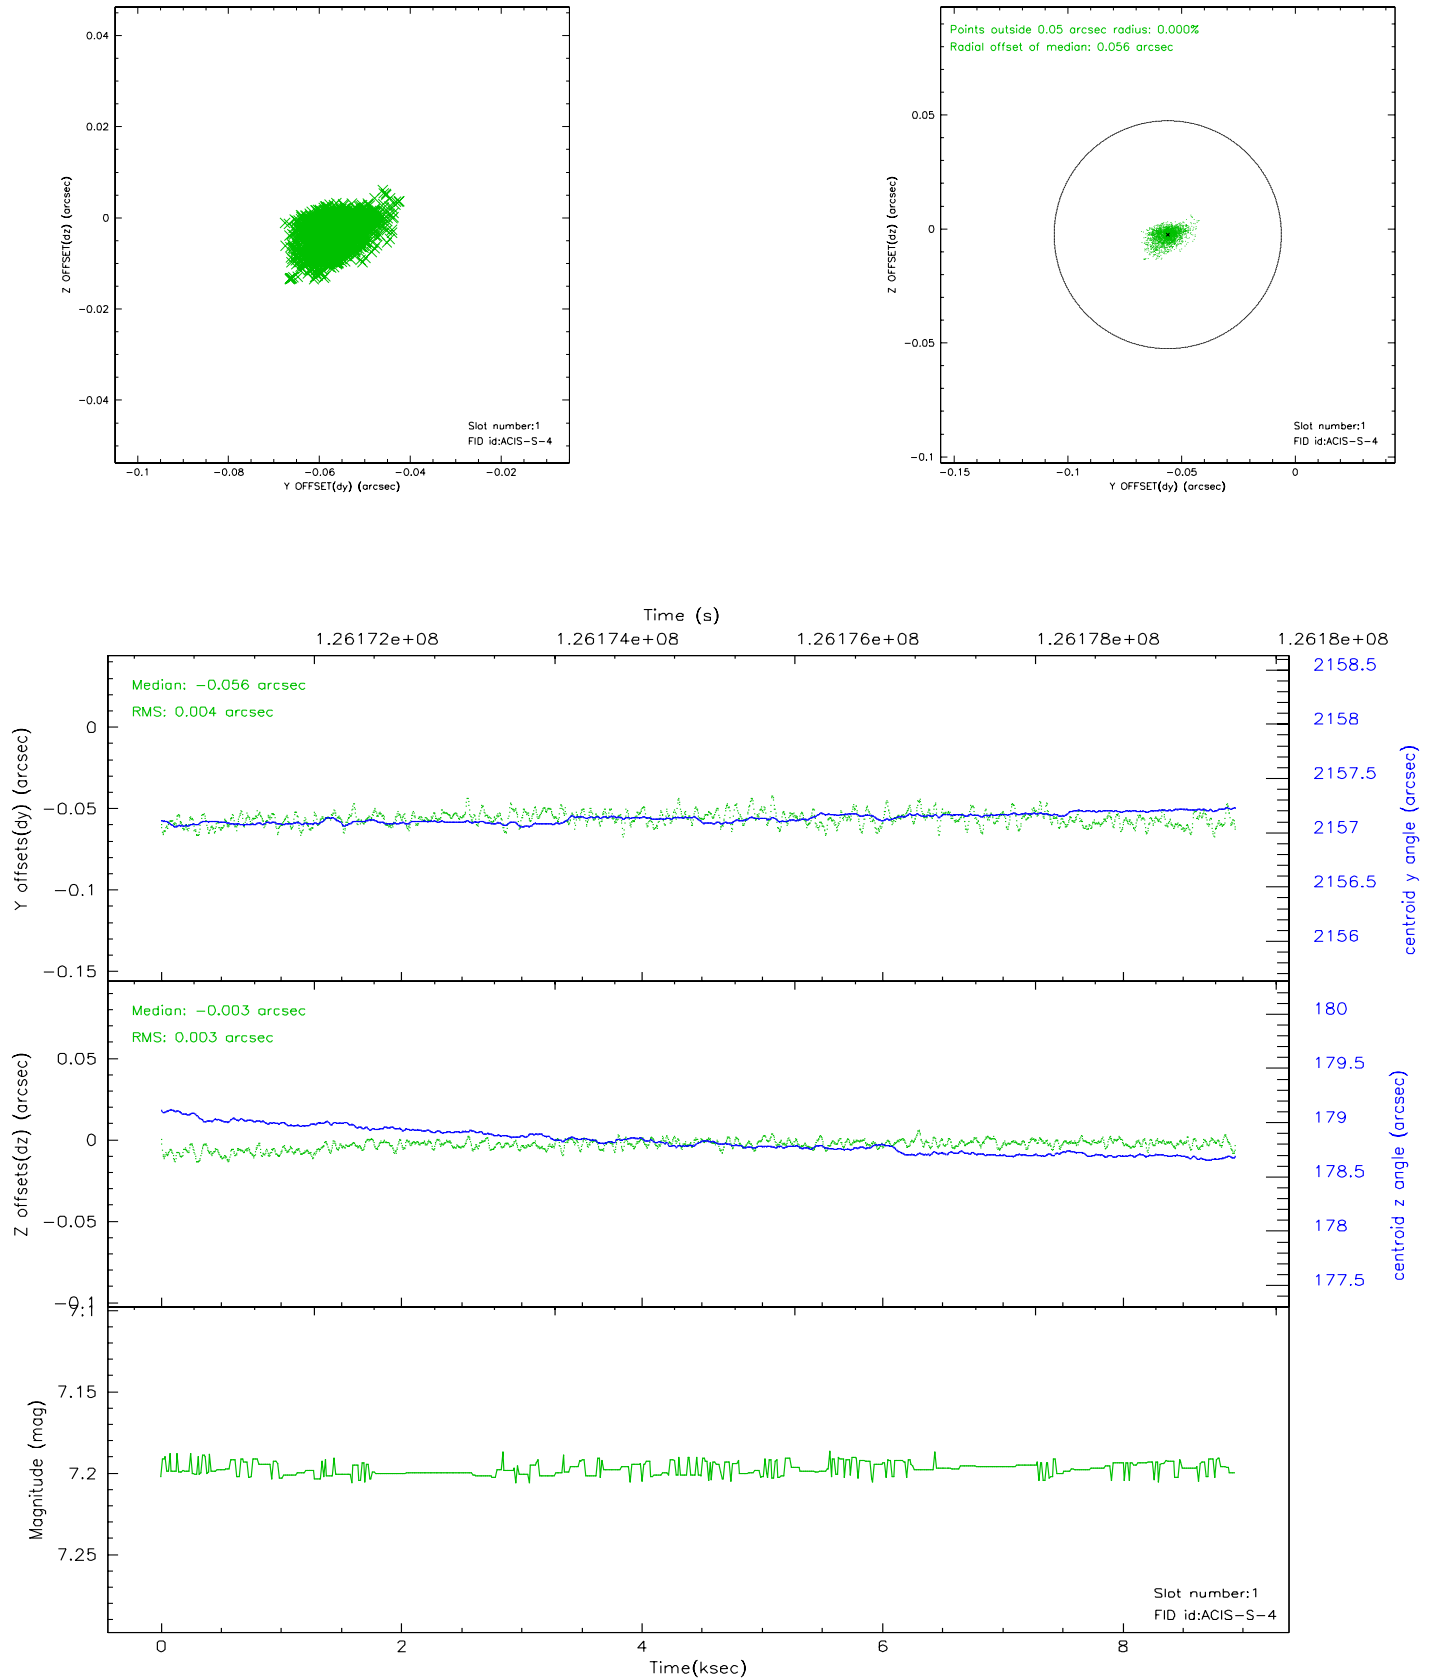 0.04
0.02
0
−0.02
−0.04
Z OFFSET(dz) (arcsec)
Slot number:1
FID id:ACIS−S−4
−0.1
−0.08
−0.06
−0.04
−0.02
Y OFFSET(dy) (arcsec)
Points outside 0.05 arcsec radius: 0.000%
Radial offset of median: 0.056 arcsec
0.05
0
−0.05
−0.1
Z OFFSET(dz) (arcsec)
Slot number:1
FID id:ACIS−S−4
−0.15
−0.1
−0.05
0
Y OFFSET(dy) (arcsec)
Time (s)
1.26172e+08
1.26174e+08
1.26176e+08
1.26178e+08
1.2618e+08
Median: −0.056 arcsec
RMS: 0.004 arcsec
0
−0.05
−0.1
−0.15
Y offsets(dy) (arcsec)
2158.5
2158
2157.5
2157
2156.5
2156
centroid y angle (arcsec)
Median: −0.003 arcsec
RMS: 0.003 arcsec
0.05
0
−0.05
−0.1
Z offsets(dz) (arcsec)
180
179.5
179
178.5
178
177.5
centroid z angle (arcsec)
7.1
7.15
7.2
7.25
Magnitude (mag)
Slot number:1
FID id:ACIS−S−4
0
2
4
6
8
Time(ksec)